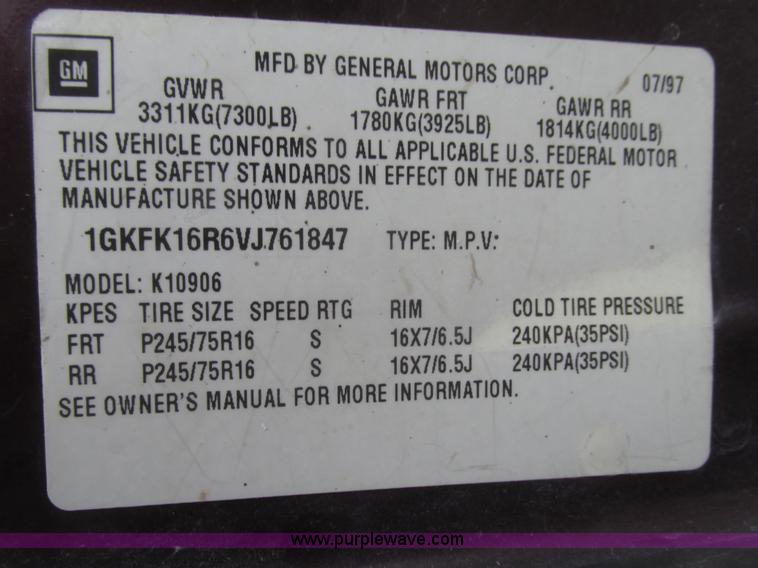 GM
MFD BY GENERAL MOTORS CORP. 07/97
GVWR GAWR FRT GAWR RR
3311KG(7300LB) 1780KG(3925LB) 1814KG(4000LB)
THIS VEHICLE CONFORMS TO ALL APPLICABLE U.S. FEDERAL MOTOR
VEHICLE SAFETY STANDARDS IN EFFECT ON THE DATE OF
MANUFACTURE SHOWN ABOVE.
1GKFK16R6VJ761847 TYPE: M.P.V.
MODEL: K10906
KPES TIRE SIZE SPEED RTG RIM COLD TIRE PRESSURE
FRT P245/75R16 S 16X7/6.5J 240KPA(35PSI)
RR P245/75R16 S 16X7/6.5J 240KPA(35PSI)
SEE OWNER'S MANUAL FOR MORE INFORMATION.
www.purplewave.com